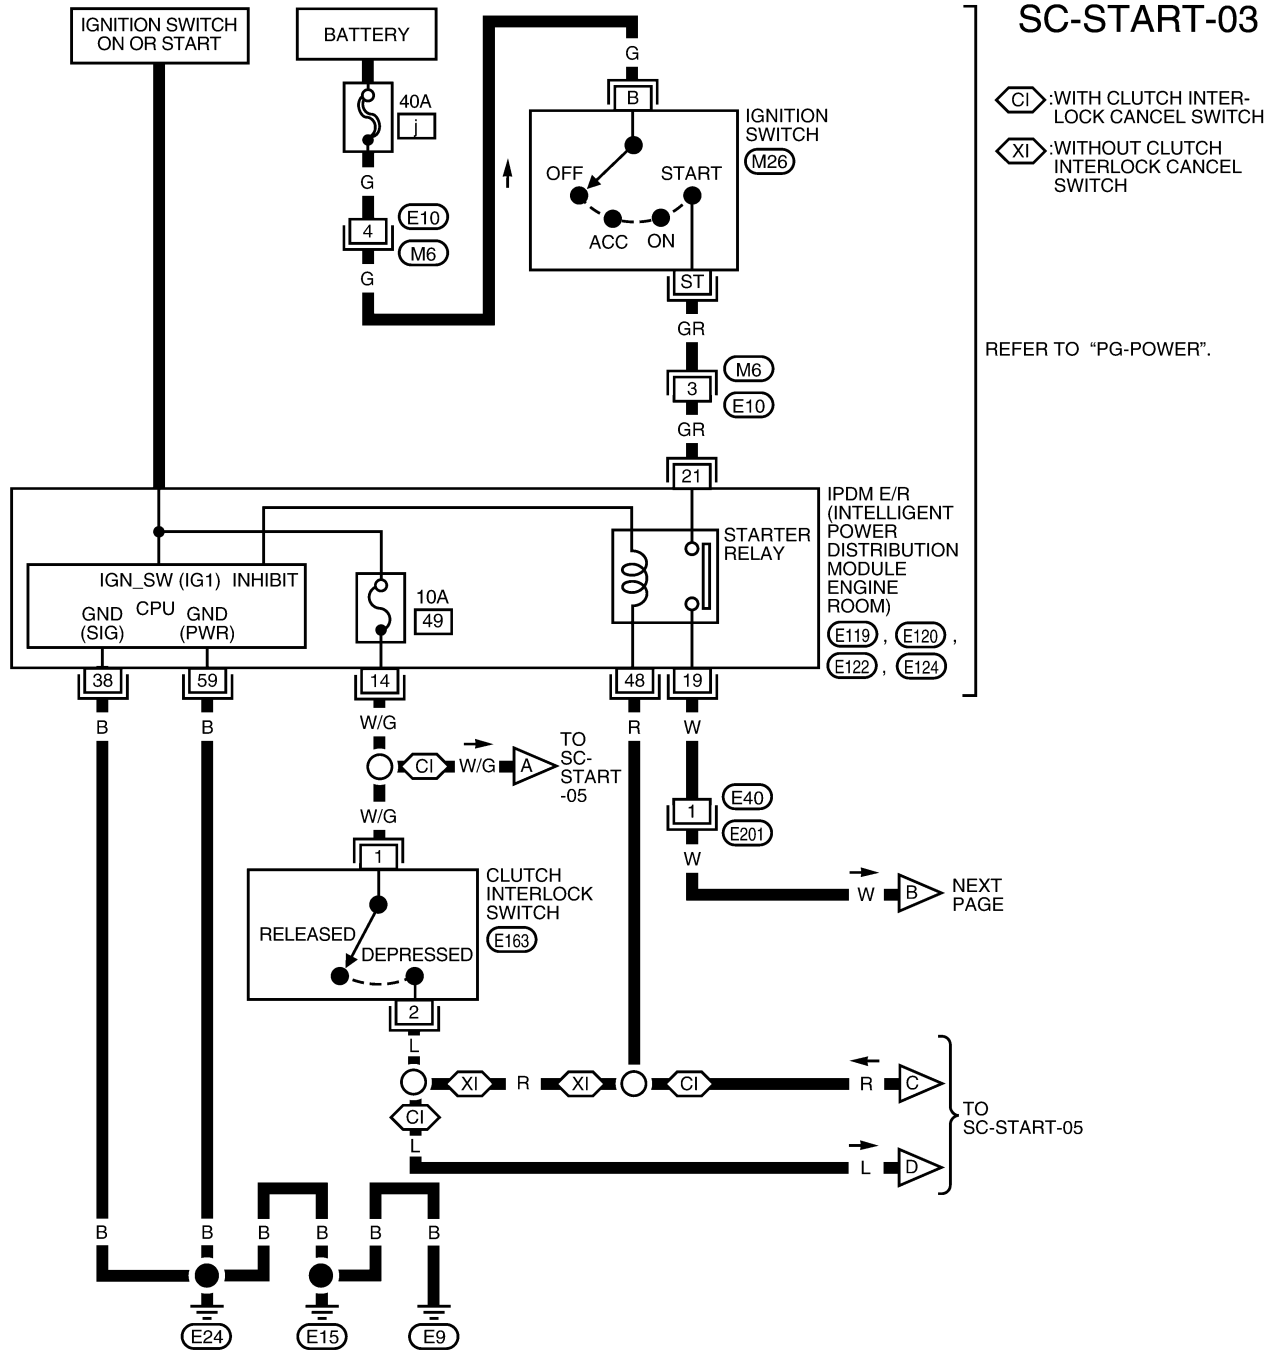 SC-START-03
IGNITION SWITCH
ON OR START
BATTERY
40A
j
G
4
E10
M6
G
G
B
IGNITION
SWITCH
M26
OFF
START
ACC
ON
ST
GR
M6
3
E10
GR
21
CI
:WITH CLUTCH INTER-
LOCK CANCEL SWITCH
XI
:WITHOUT CLUTCH
INTERLOCK CANCEL
SWITCH
REFER TO “PG-POWER”.
IPDM E/R
(INTELLIGENT
POWER
DISTRIBUTION
MODULE
ENGINE
ROOM)
E119 , E120 ,
E122 , E124
STARTER
RELAY
IGN_SW (IG1) INHIBIT
CPU
GND
(SIG)
GND
(PWR)
10A
49
38
59
14
48
19
B
B
W/G
R
W
CI
W/G
A
TO
SC-
START
-05
W/G
1
E40
E201
W
W
B
NEXT
PAGE
1
CLUTCH
INTERLOCK
SWITCH
E163
RELEASED
DEPRESSED
2
L
XI
R
XI
CI
R
C
CI
L
L
D
TO
SC-START-05
B
B
B
B
B
B
E24
E15
E9